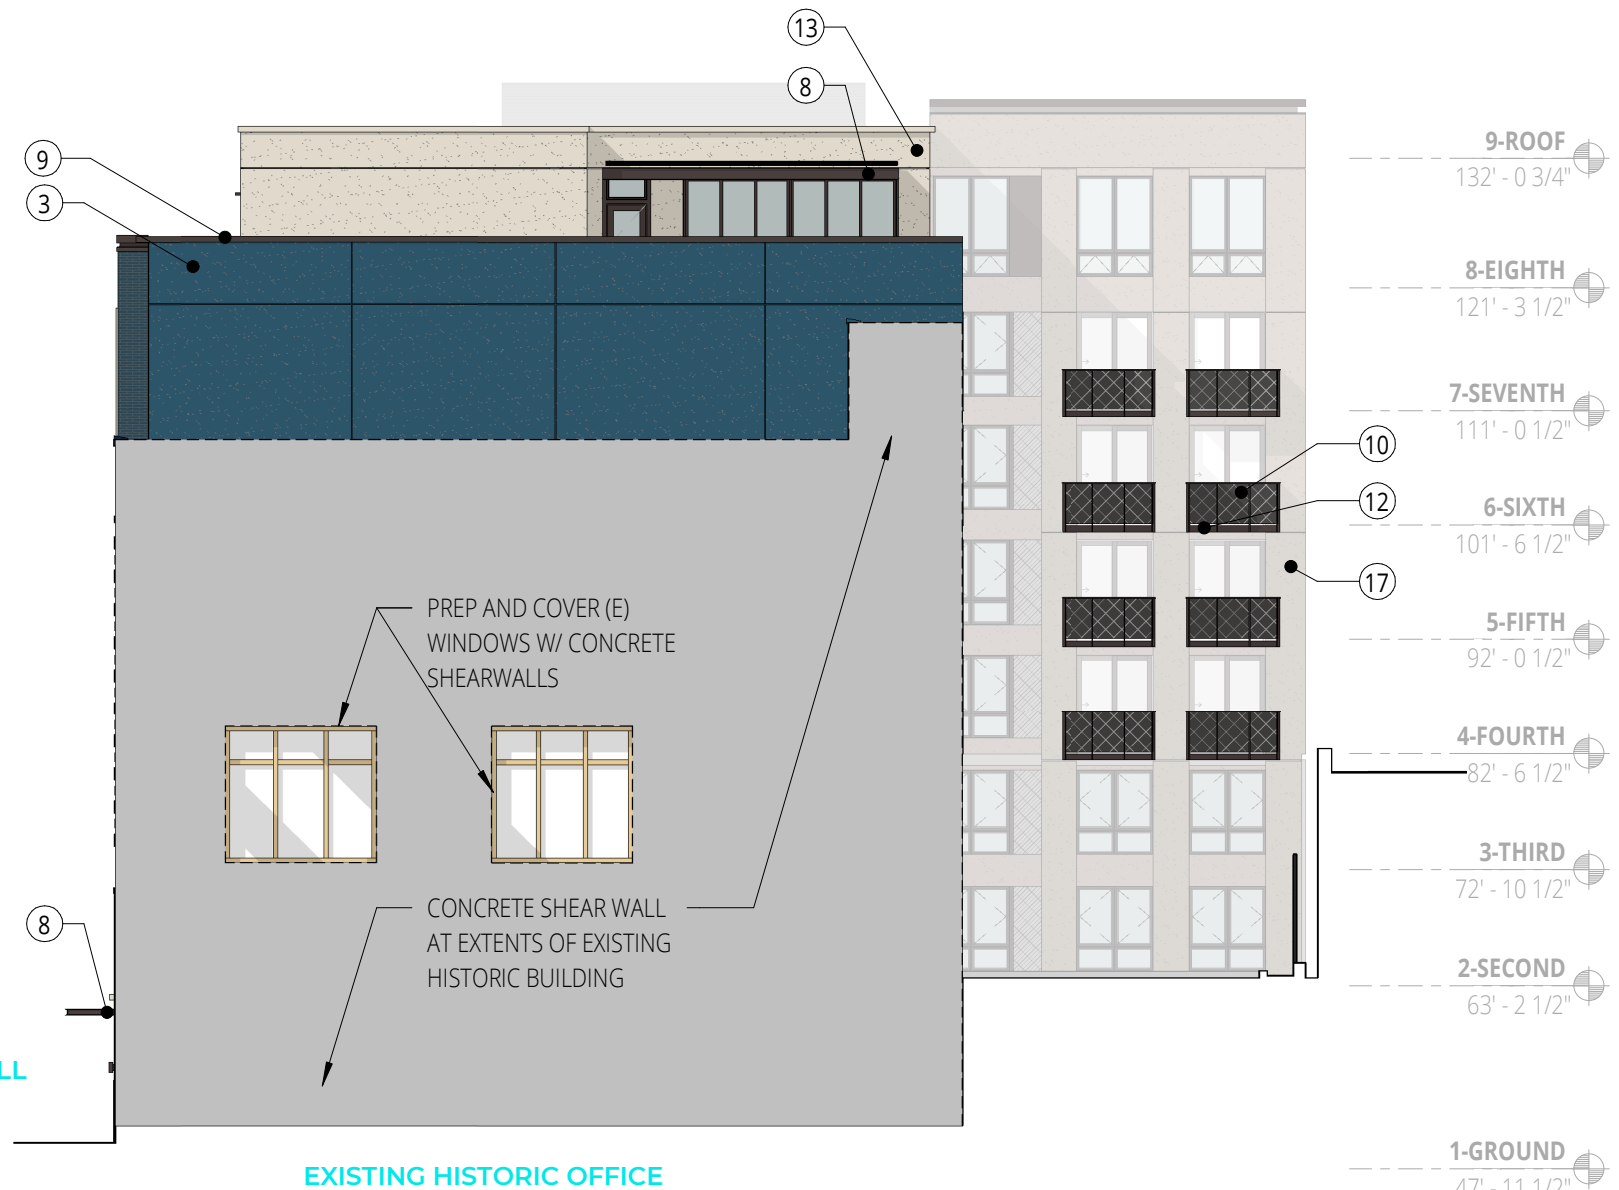 13
8
9
3
9-ROOF
132' - 0 3/4"
8-EIGHTH
121' - 3 1/2"
7-SEVENTH
111' - 0 1/2"
10
12
6-SIXTH
101' - 6 1/2"
17
PREP AND COVER (E)
WINDOWS W/ CONCRETE
SHEARWALLS
5-FIFTH
92' - 0 1/2"
4-FOURTH
82' - 6 1/2"
3-THIRD
72' - 10 1/2"
8
CONCRETE SHEAR WALL
AT EXTENTS OF EXISTING
HISTORIC BUILDING
2-SECOND
63' - 2 1/2"
LL
EXISTING HISTORIC OFFICE
1-GROUND
47' - 11 1/2"